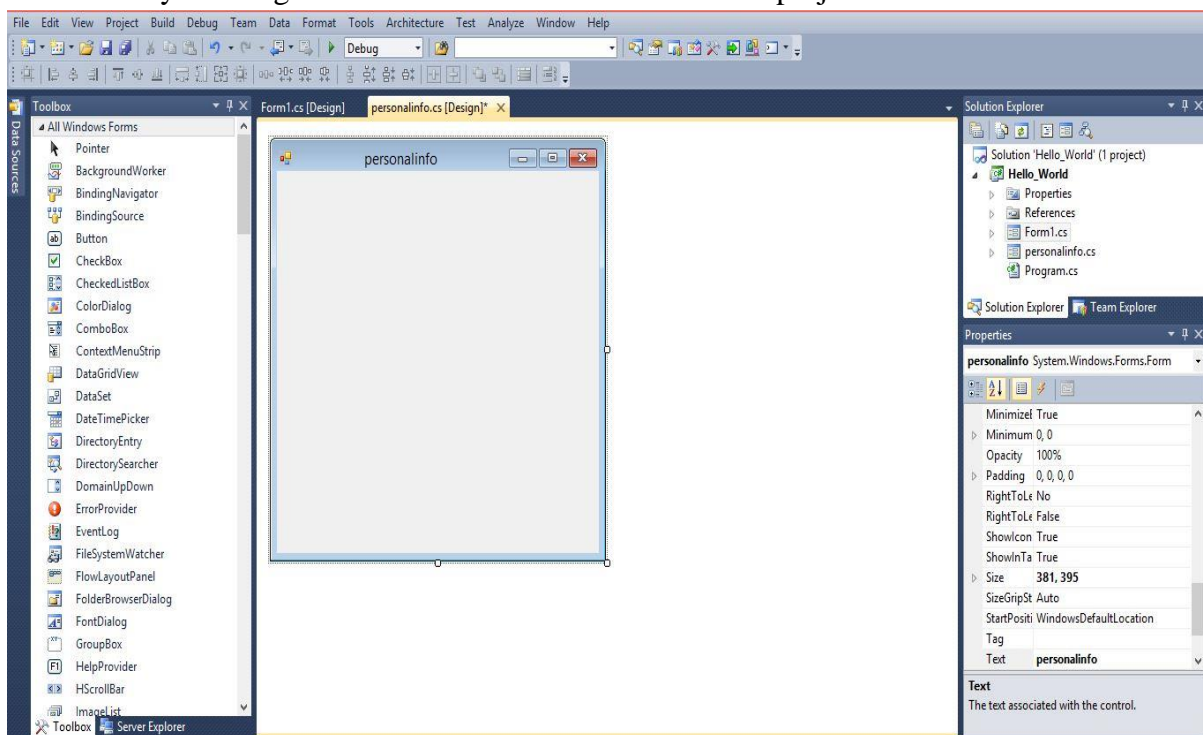 File Edit View Project Build Debug Team Data Format Tools Architecture Test Analyze Window Help
Debug
Data Sources
Toolbox
All Windows Forms
Pointer
BackgroundWorker
BindingNavigator
BindingSource
Button
CheckBox
CheckedListBox
ColorDialog
ComboBox
ContextMenuStrip
DataGridView
DataSet
DateTimePicker
DirectoryEntry
DirectorySearcher
DomainUpDown
ErrorProvider
EventLog
FileSystemWatcher
FlowLayoutPanel
FolderBrowserDialog
FontDialog
GroupBox
HelpProvider
HScrollBar
ImageList
Toolbox Server Explorer
Form1.cs [Design] personalinfo.cs [Design]*
personalinfo
Solution Explorer
Solution 'Hello_World' (1 project)
Hello_World
Properties
References
Form1.cs
personalinfo.cs
Program.cs
Solution Explorer Team Explorer
Properties
personalinfo System.Windows.Forms.Form
Minimizel True
Minimum 0, 0
Opacity 100%
Padding 0, 0, 0, 0
RightToLe No
RightToLe False
ShowIcon True
ShowInTa True
Size 381, 395
SizeGripSt Auto
StartPositi WindowsDefaultLocation
Tag
Text personalinfo
Text
The text associated with the control.